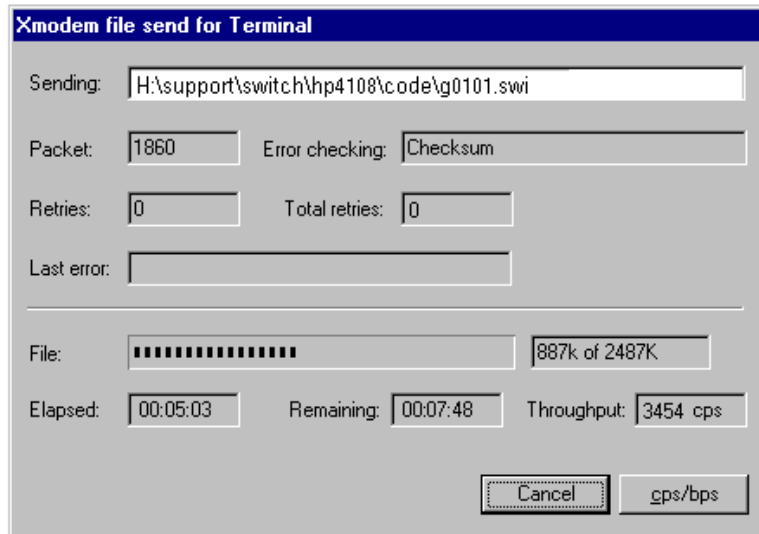 Xmodem file send for Terminal
Sending: H:\support\switch\hp4108\code\g0101.swi
Packet: 1860 Error checking: Checksum
Retries: 0 Total retries: 0
Last error:
File: 887k of 2487K
Elapsed: 00:05:03 Remaining: 00:07:48 Throughput: 3454 cps
Cancel cps/bps